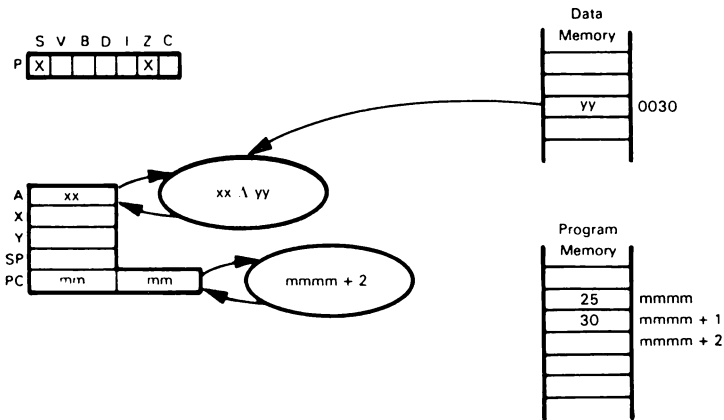 Data
Memory
S V B D I Z C
P X X
yy 0030
A xx
xx Λ yy
X
Y
SP
PC mm mm
mmmm + 2
Program
Memory
25 mmmm
30 mmmm + 1
mmmm + 2